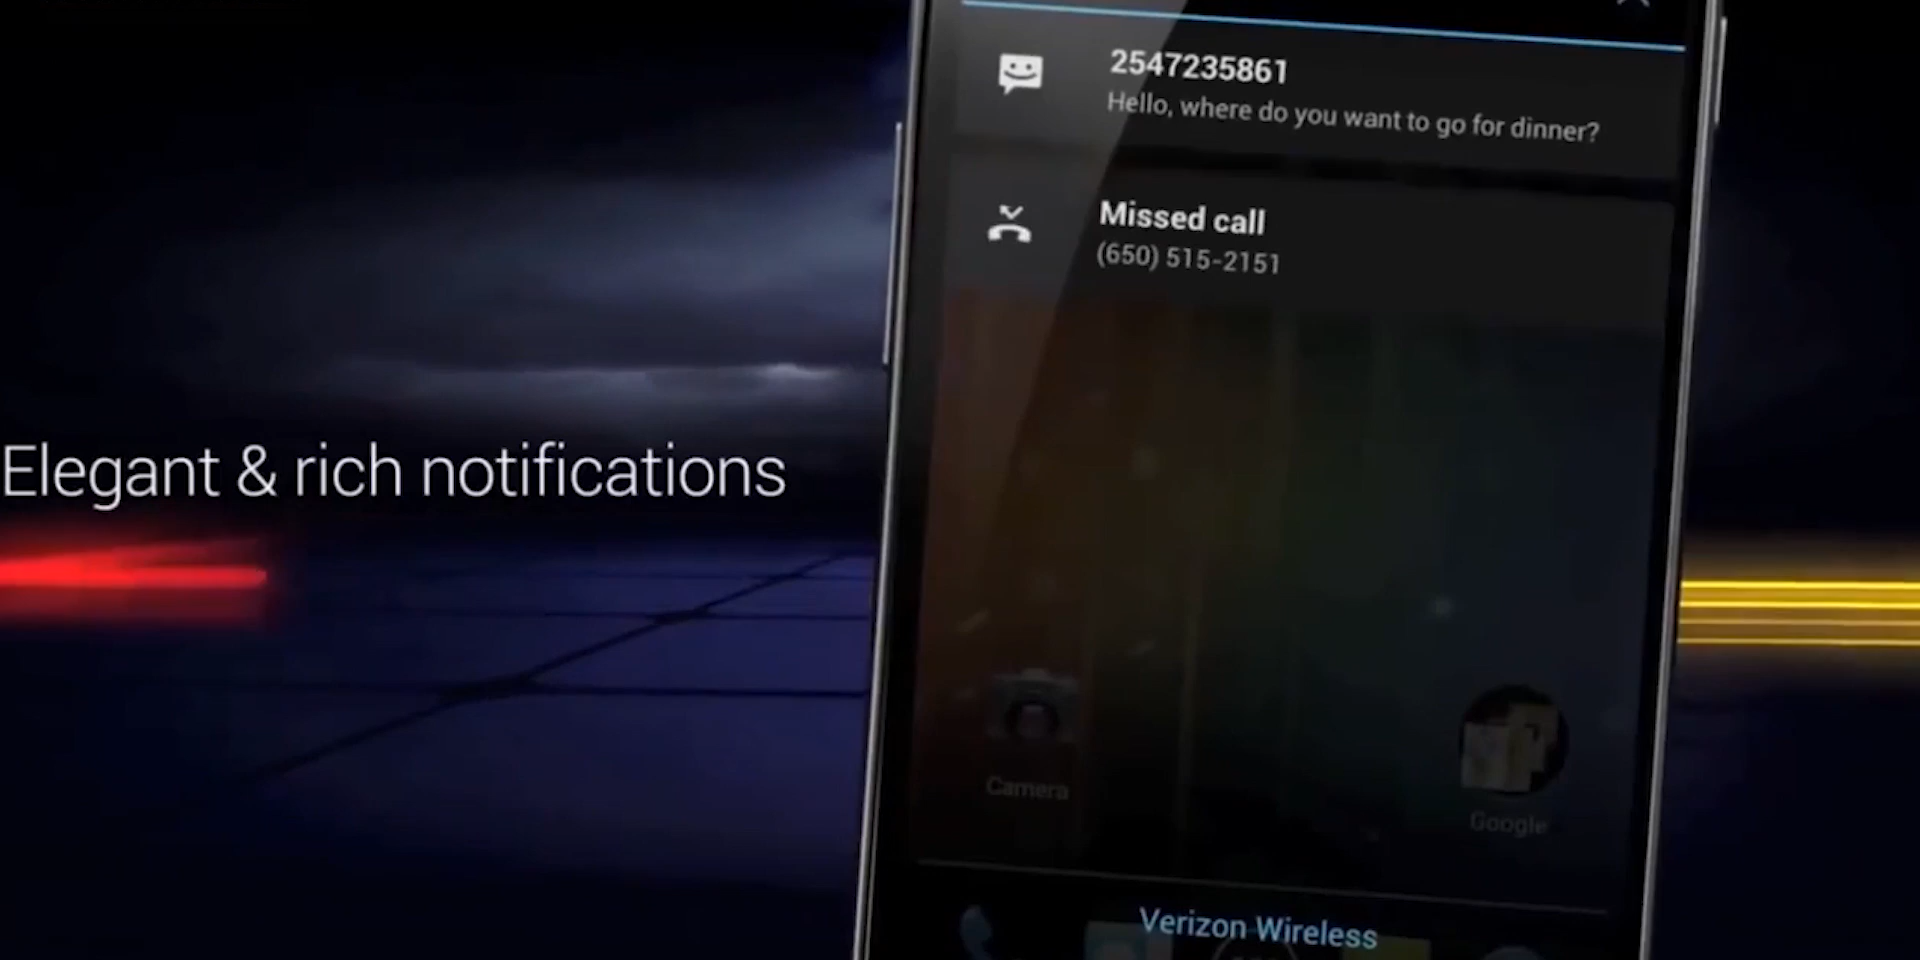 2547235861
Hello, where do you want to go for dinner?
Missed call
(650) 515-2151
Elegant & rich notifications
Camera
Google
Verizon Wireless